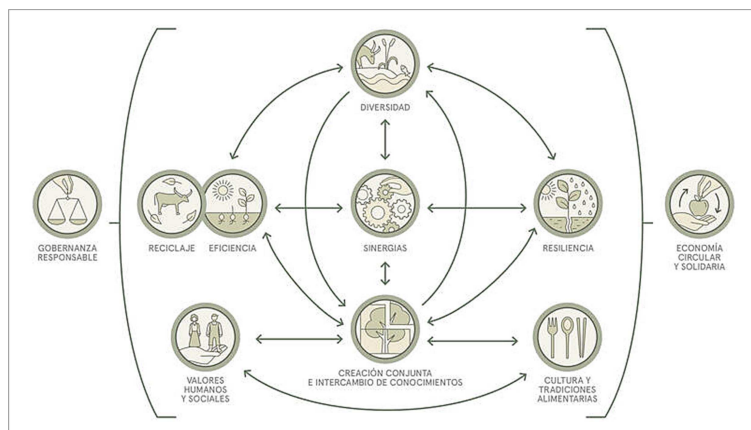 DIVERSIDAD
GOBERNANZA
RESPONSABLE
RECICLAJE
EFICIENCIA
SINERGIAS
RESILIENCIA
ECONOMÍA
CIRCULAR
Y SOLIDARIA
VALORES
HUMANOS
Y SOCIALES
CREACIÓN CONJUNTA
E INTERCAMBIO DE CONOCIMIENTOS
CULTURA Y
TRADICIONES
ALIMENTARIAS